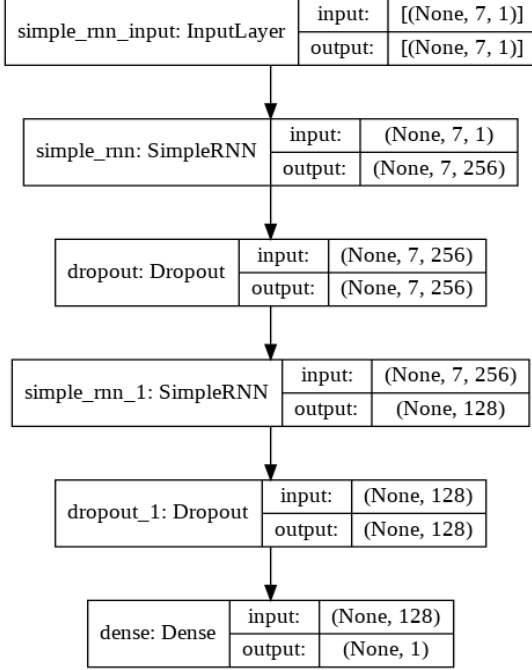 simple_rnn_input: InputLayer
input: [(None, 7, 1)]
output: [(None, 7, 1)]
simple_rnn: SimpleRNN
input: (None, 7, 1)
output: (None, 7, 256)
dropout: Dropout
input: (None, 7, 256)
output: (None, 7, 256)
simple_rnn_1: SimpleRNN
input: (None, 7, 256)
output: (None, 128)
dropout_1: Dropout
input: (None, 128)
output: (None, 128)
dense: Dense
input: (None, 128)
output: (None, 1)